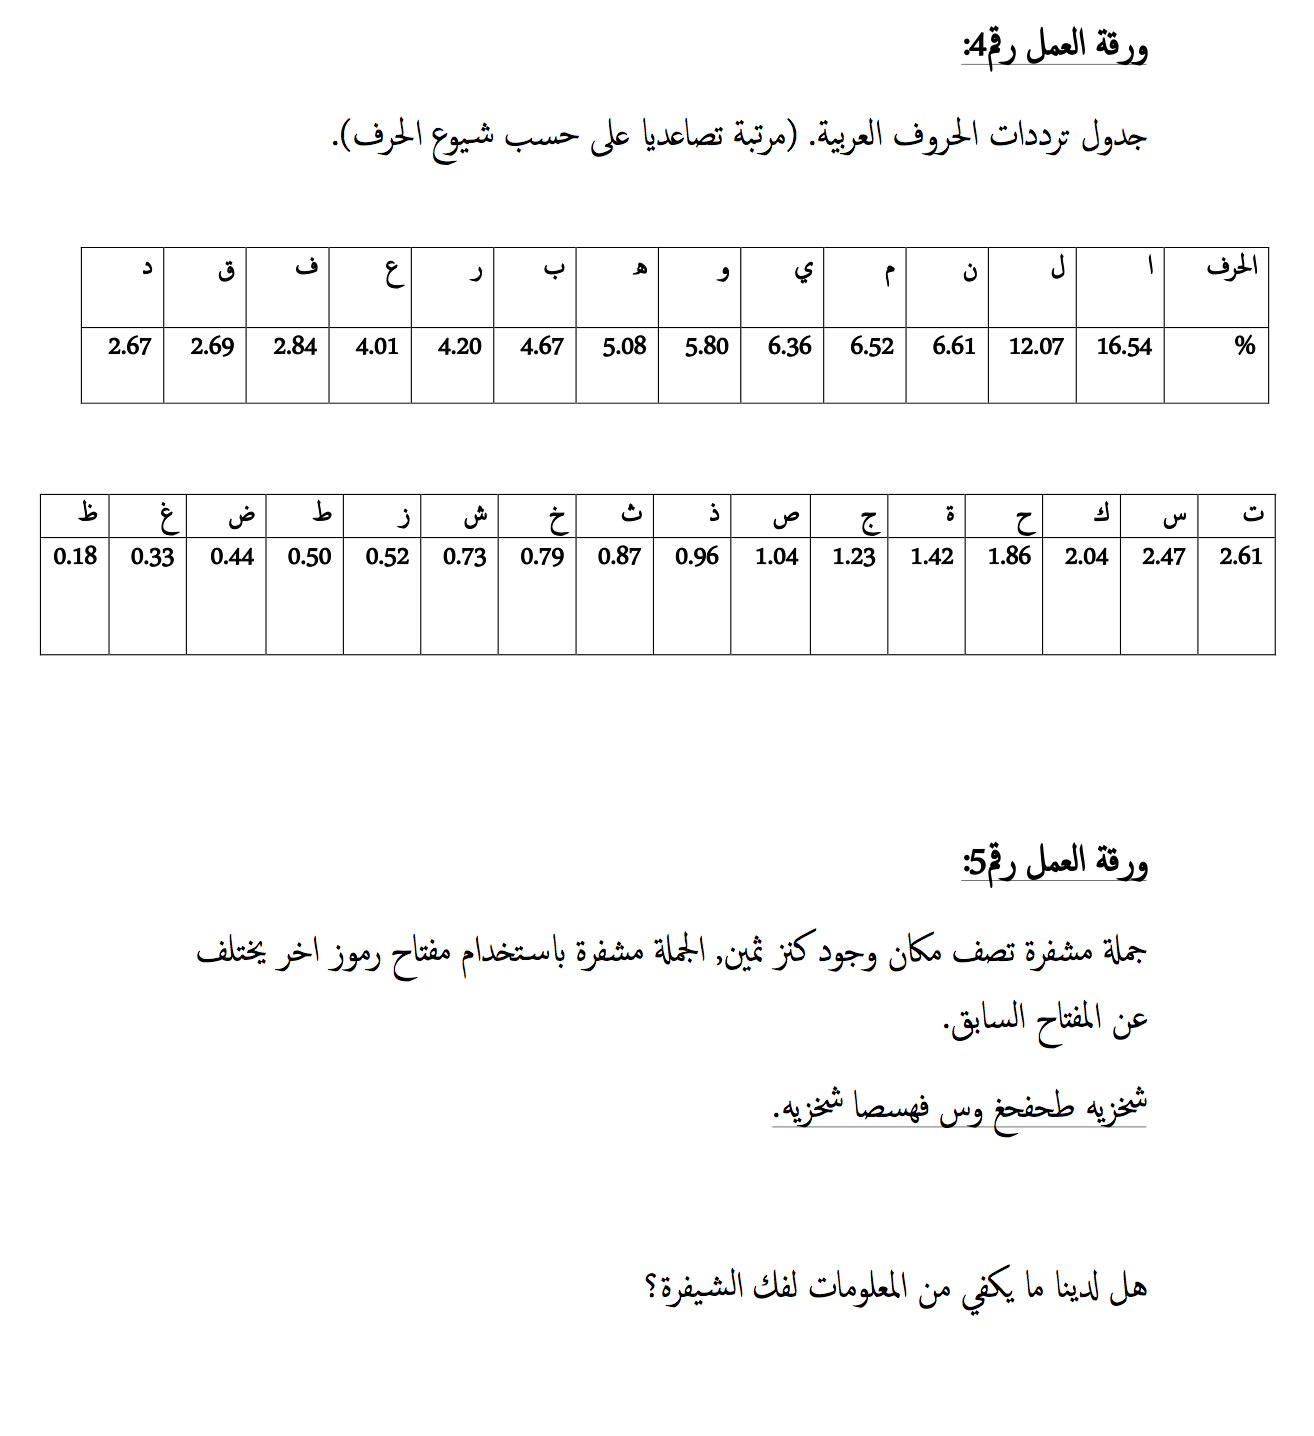 ورقة العمل رقم4:
جدول ترددات الحروف العربية. (مرتبة تصاعديا على حسب شيوع الحرف).
الحرف ا ل ن م ي و ه ب ر ع ف ق د
% 16.54 12.07 6.61 6.52 6.36 5.80 5.08 4.67 4.20 4.01 2.84 2.69 2.67
ت س ك ح ة ج ص ذ ث خ ش ز ط ض غ ظ
2.61 2.47 2.04 1.86 1.42 1.23 1.04 0.96 0.87 0.79 0.73 0.52 0.50 0.44 0.33 0.18
ورقة العمل رقم5:
جملة مشفرة تصف مكان وجود كنز ثمين, الجملة مشفرة باستخدام مفتاح رموز اخر يختلف
عن المفتاح السابق.
شخزيه طحفحغ وس فهسصا شخزيه.
هل لدينا ما يكفي من المعلومات لفك الشيفرة؟